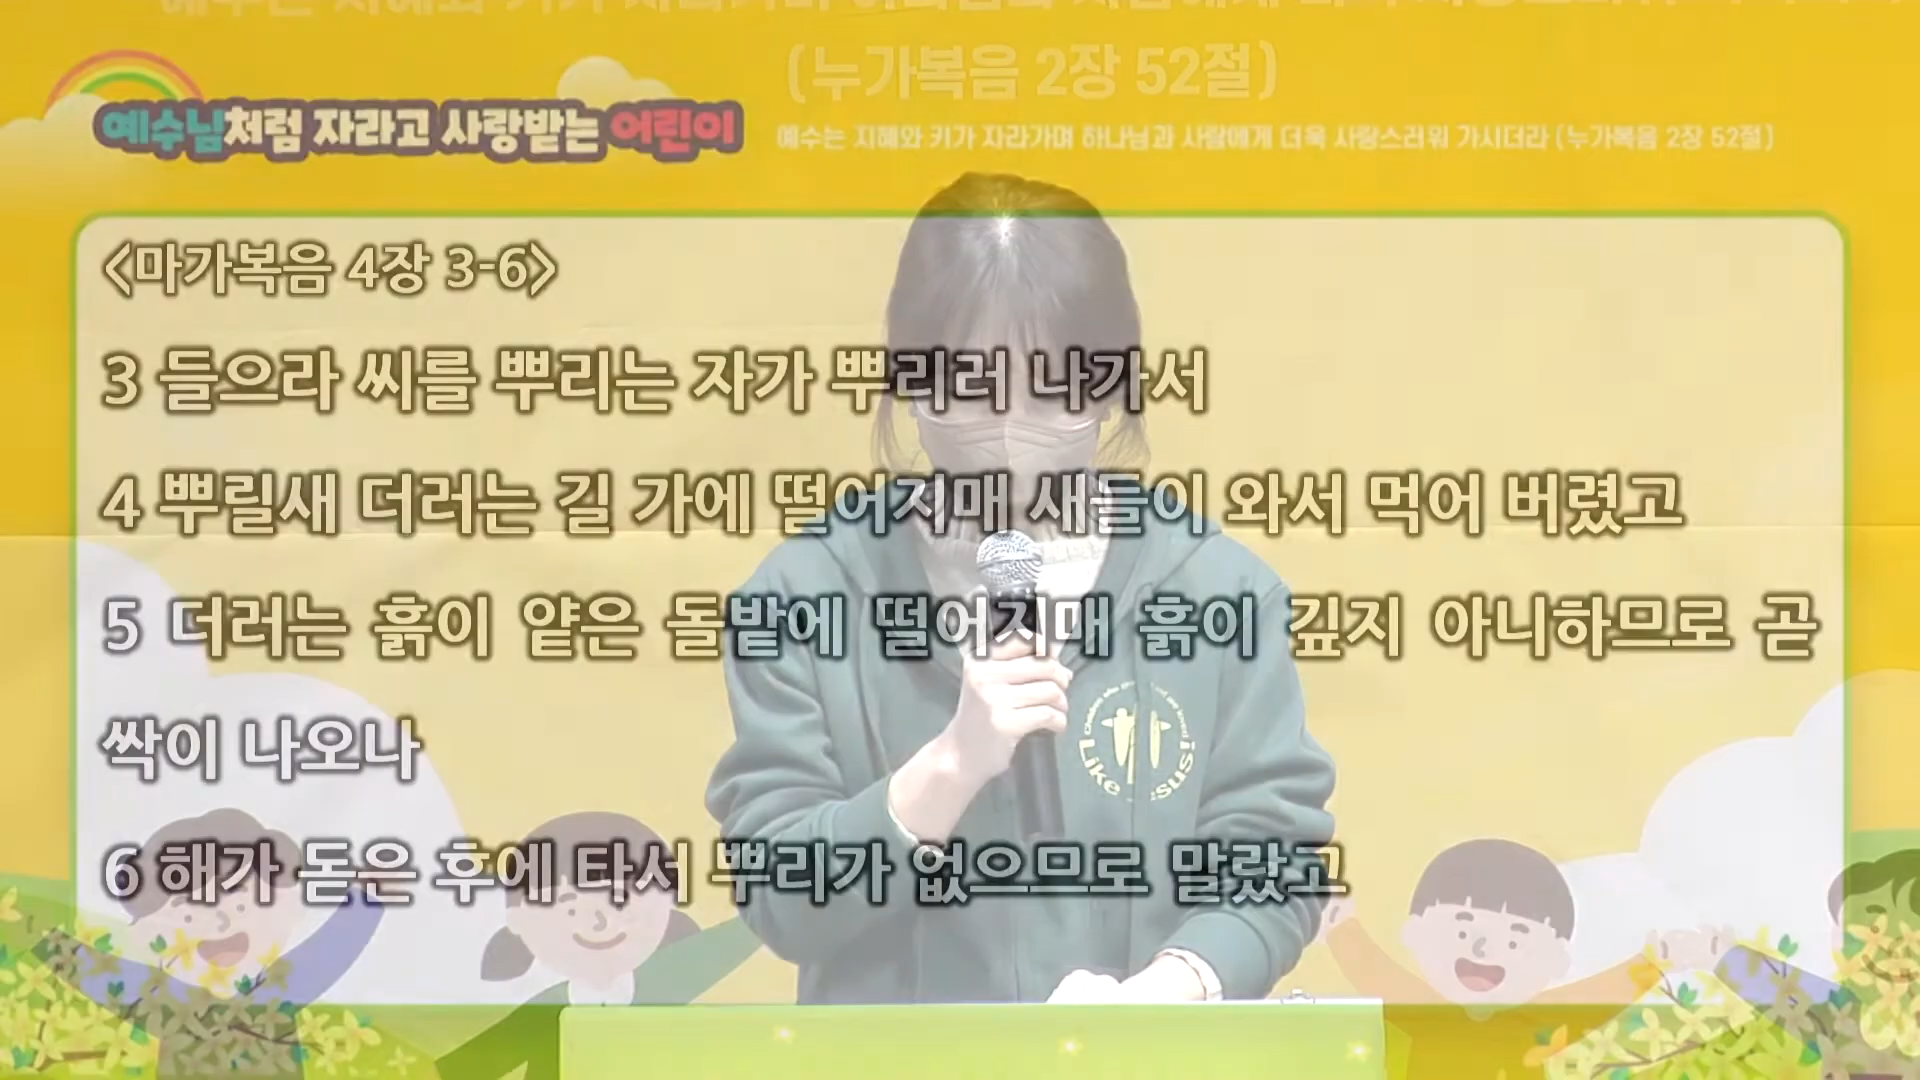 (누가복음 2장 52절)
예수님처럼 자라고 사랑받는 어린이
예수는 지혜와 키가 자라가며 하나님과 사람에게 더욱 사랑스러워 가시더라 (누가복음 2장 52절)
<마가복음 4장 3-6>
3 들으라 씨를 뿌리는 자가 뿌리러 나가서
4 뿌릴새 더러는 길 가에 떨어지매 새들이 와서 먹어 버렸고
5 더러는 흙이 얕은 돌밭에 떨어지매 흙이 깊지 아니하므로 곧
싹이 나오나
6 해가 돋은 후에 타서 뿌리가 없으므로 말랐고
Like